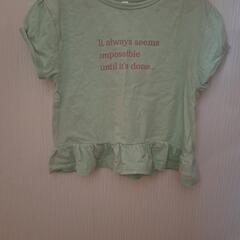 It always seems
impossible
until it's done.